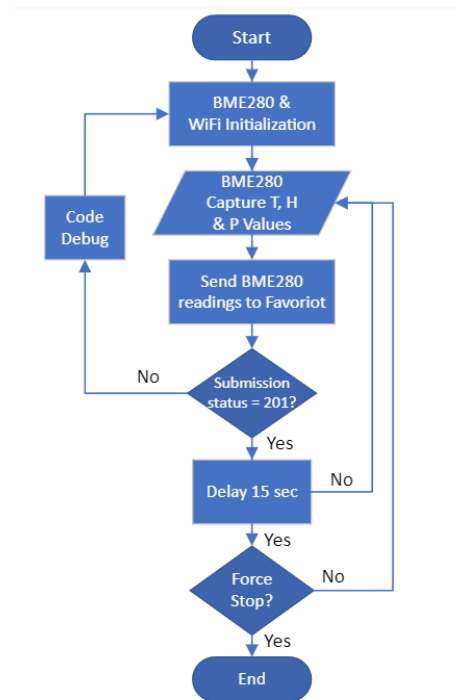 Start
BME280 &
WiFi Initialization
BME280
Capture T, H
& P Values
Code
Debug
Send BME280
readings to Favoriot
No
Submission
status = 201?
Yes
Delay 15 sec
No
Yes
Force
Stop?
No
Yes
End